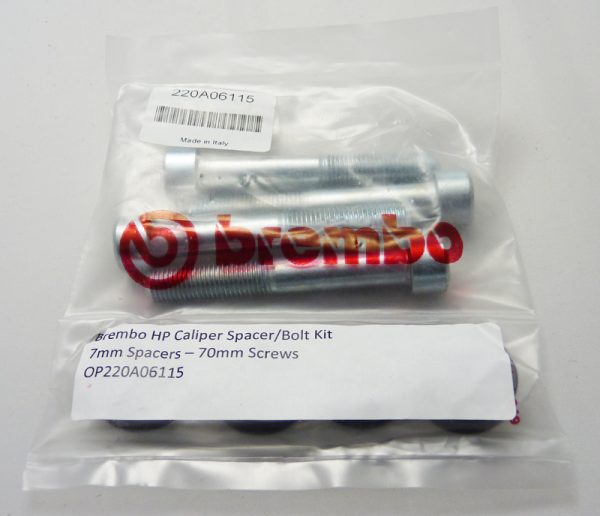 220A06115
Made in Italy
brembo
Brembo HP Caliper Spacer/Bolt Kit
7mm Spacers – 70mm Screws
OP220A06115